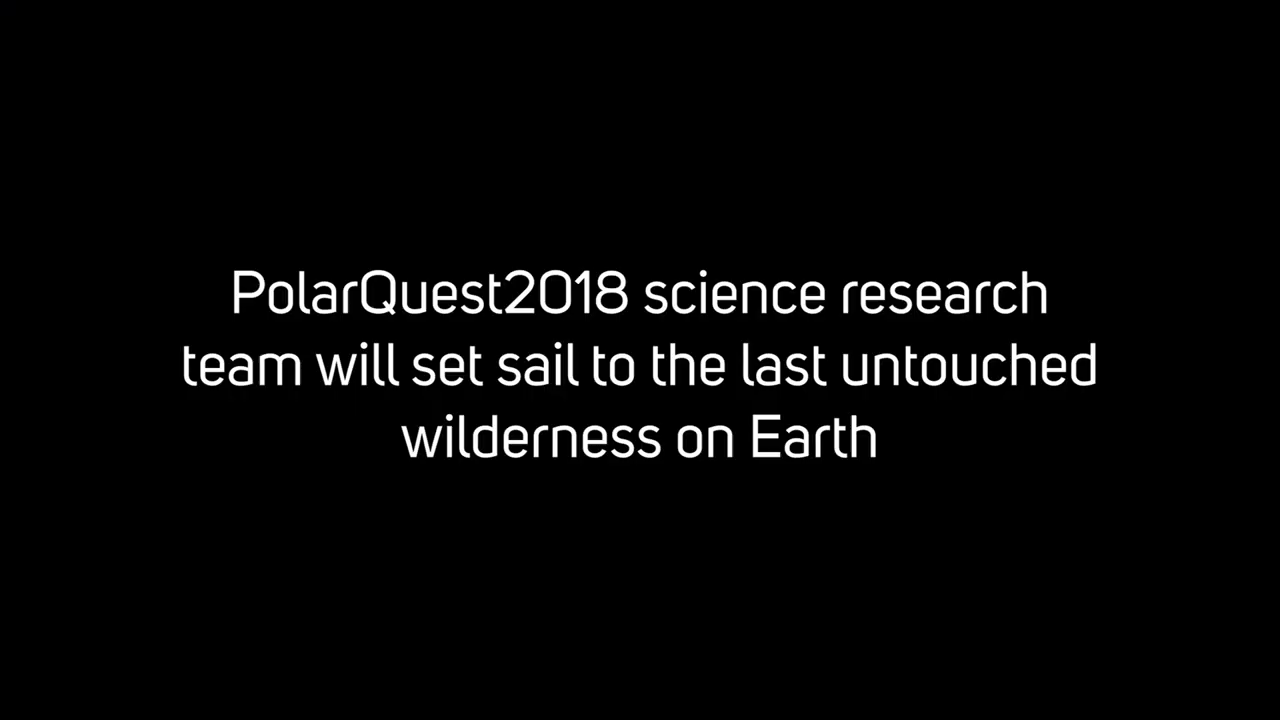 PolarQuest2018 science research
team will set sail to the last untouched
wilderness on Earth